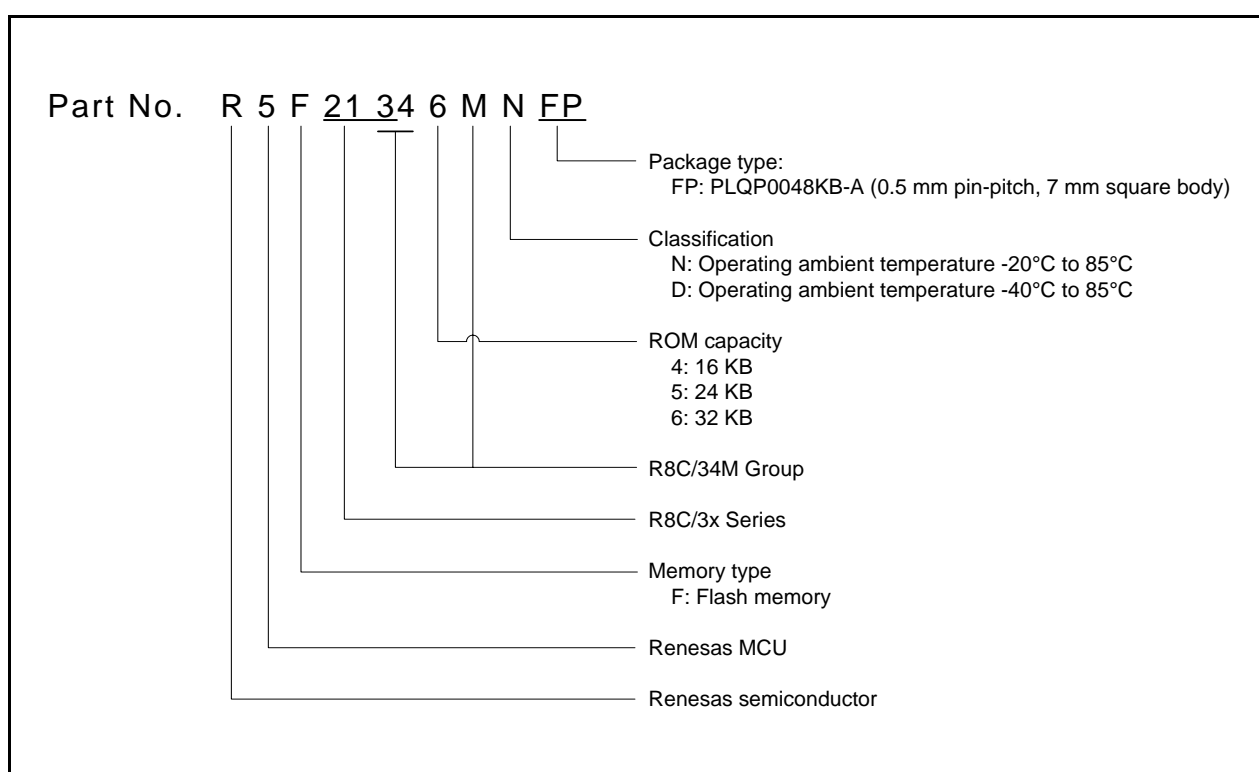 Part No. R 5 F 21 34 6 M N FP
Package type:
FP: PLQP0048KB-A (0.5 mm pin-pitch, 7 mm square body)
Classification
N: Operating ambient temperature -20°C to 85°C
D: Operating ambient temperature -40°C to 85°C
ROM capacity
4: 16 KB
5: 24 KB
6: 32 KB
R8C/34M Group
R8C/3x Series
Memory type
F: Flash memory
Renesas MCU
Renesas semiconductor